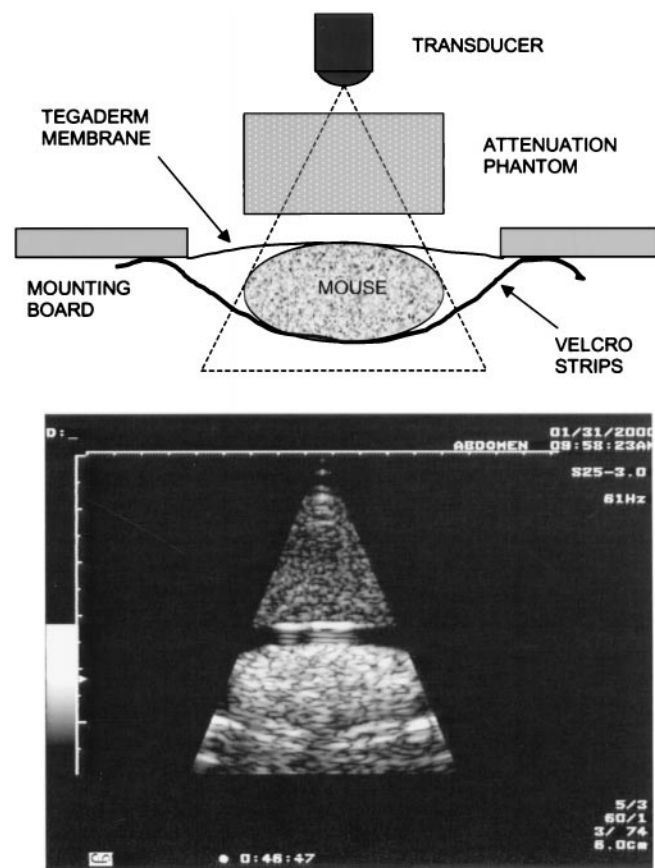 TRANSDUCER
TEGADERM
MEMBRANE
ATTENUATION
PHANTOM
MOUSE
MOUNTING
BOARD
VELCRO
STRIPS
D:_
01/31/2000
ABDOMEN 09:58:23AM
S25-3.0
61Hz
5/3
60/1
3/ 74
6.0cm
0:46:47